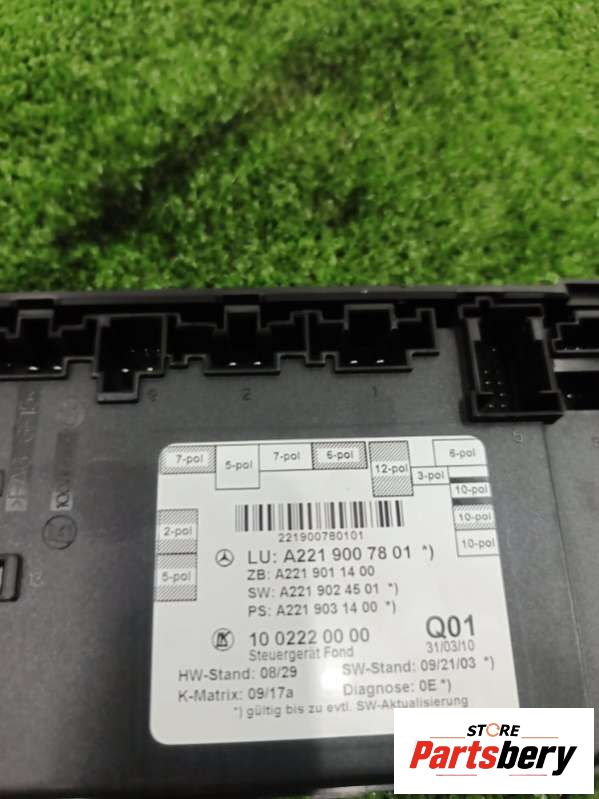 9
2
1
5
7-pol
5-pol
7-pol
6-pol
12-pol
3-pol
6-pol
10-pol
10-pol
10-pol
2-pol
5-pol
221900780101
LU: A221 900 78 01 *)
ZB: A221 901 14 00
SW: A221 902 45 01 *)
PS: A221 903 14 00 *)
10 0222 00 00
Q01
Steuergerät Fond
31/03/10
HW-Stand: 08/29
SW-Stand: 09/21/03 *)
K-Matrix: 09/17a
Diagnose: 0E *)
*) gültig bis zu evtl. SW-Aktualisierung
STORE
Partsbery